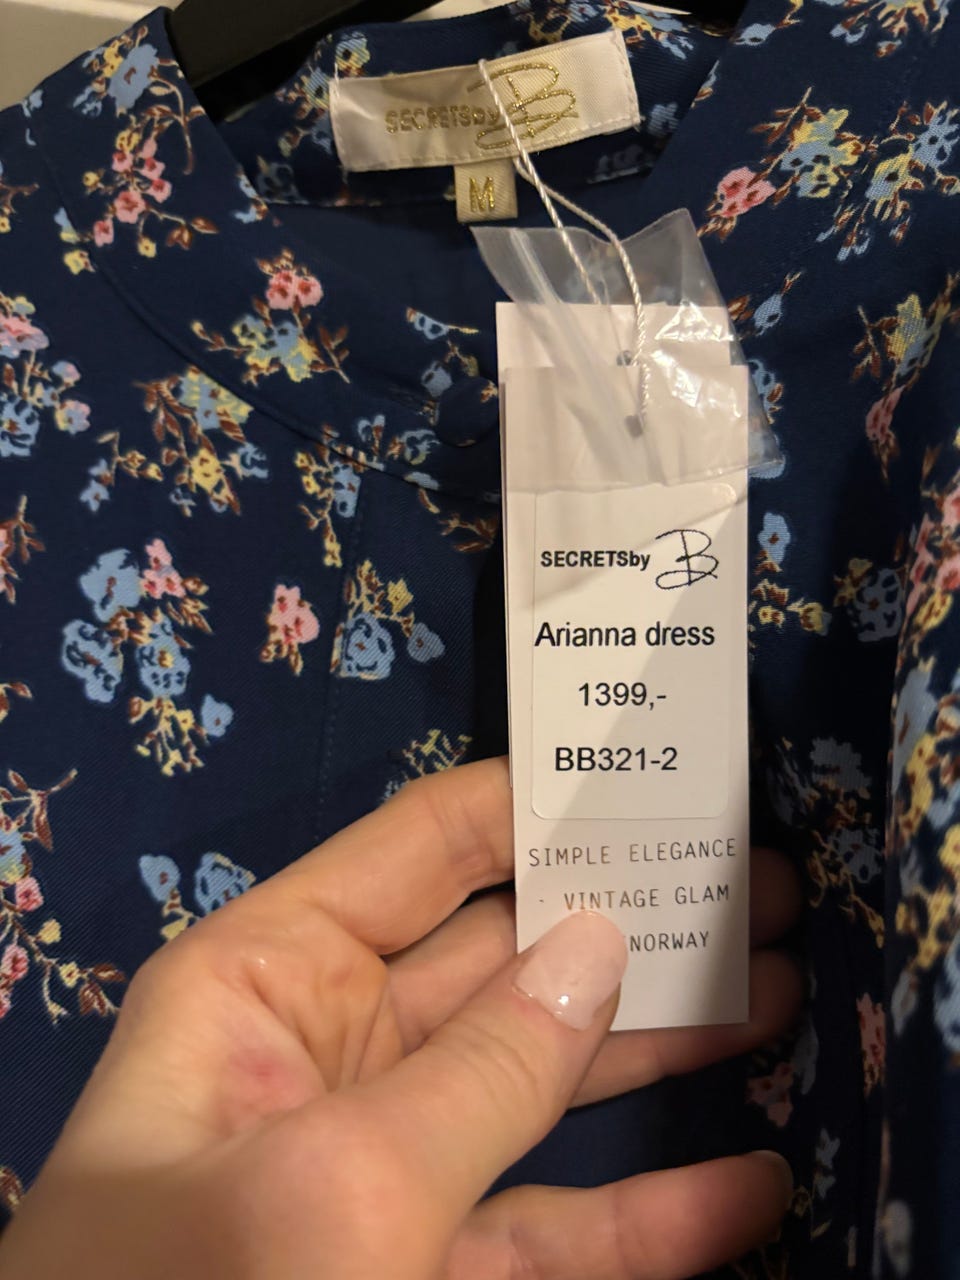 SECRETSby B
M
SECRETSby B
Arianna dress
1399,-
BB321-2
SIMPLE ELEGANCE
- VINTAGE GLAM
NORWAY